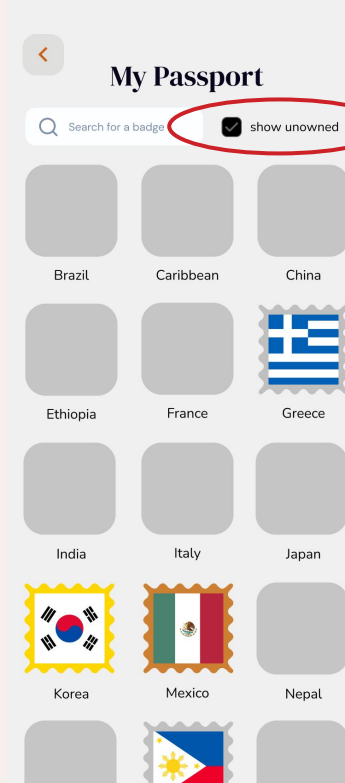 My Passport
Search for a badge
show unowned
Brazil Caribbean China
Ethiopia France Greece
India Italy Japan
Korea Mexico Nepal